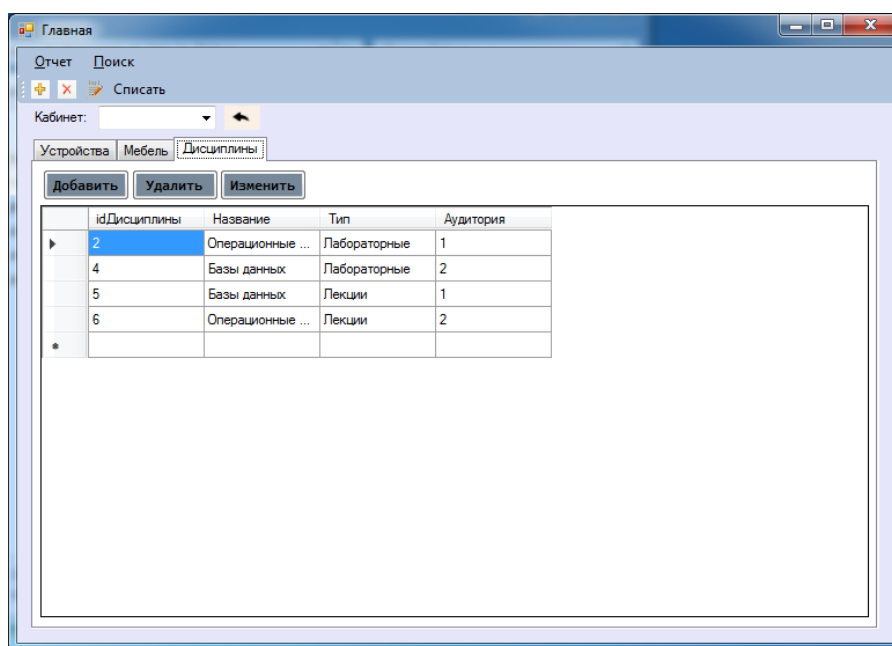 Главная
Отчет Поиск
Списать
Кабинет:
Устройства Мебель Дисциплины
Добавить Удалить Изменить
idДисциплины Название Тип Аудитория
2 Операционные ... Лабораторные 1
4 Базы данных Лабораторные 2
5 Базы данных Лекции 1
6 Операционные ... Лекции 2